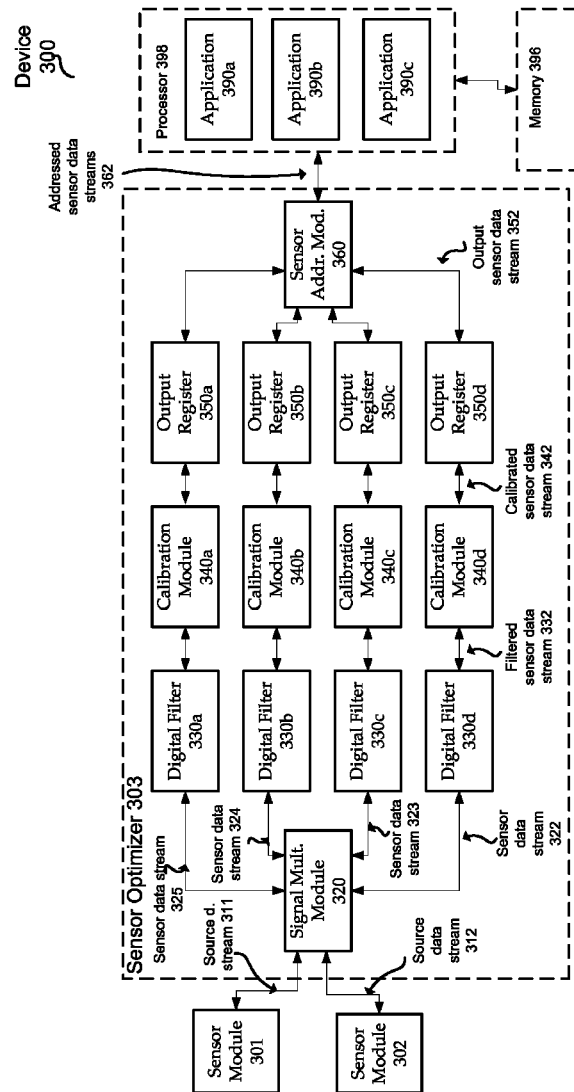 Device
300
Processor 398
Application
390a
Application
390b
Application
390c
Memory 396
Addressed
sensor data
streams
362
Sensor Optimizer 303
Sensor
Addr. Mod.
360
Output
sensor data
stream 352
Output
Register
350a
Output
Register
350b
Output
Register
350c
Output
Register
350d
Calibrated
sensor data
stream 342
Calibration
Module
340a
Calibration
Module
340b
Calibration
Module
340c
Calibration
Module
340d
Filtered
sensor data
stream 332
Digital Filter
330a
Digital Filter
330b
Digital Filter
330c
Digital Filter
330d
Sensor data stream
325
Sensor data
stream 324
Sensor data
stream 323
Sensor
data
stream
322
Signal Mult.
Module
320
Source d.
stream 311
Source
data
stream
312
Sensor
Module
301
Sensor
Module
302